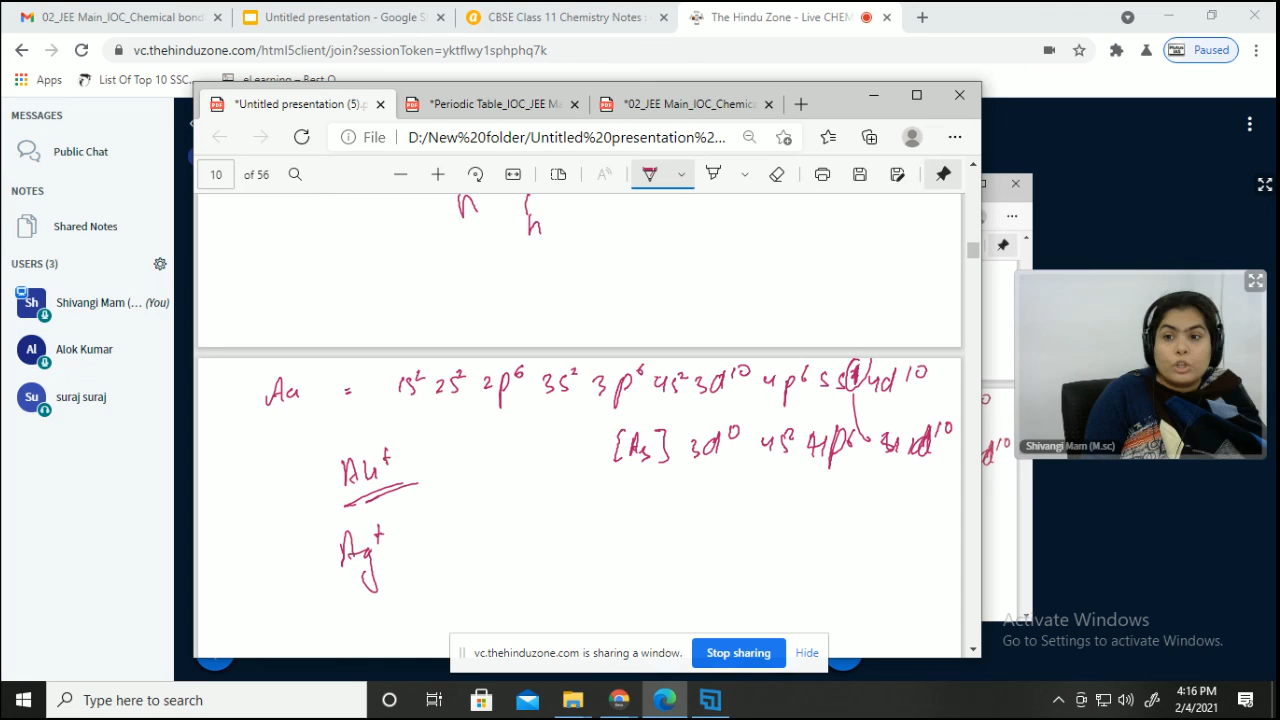 02_JEE Main_IOC_Chemical bond
Untitled presentation - Google S
CBSE Class 11 Chemistry Notes :
The Hindu Zone - Live CHEM
vc.thehinduzone.com/html5client/join?sessionToken=yktflwy1sphphq7k
Paused
Apps
List Of Top 10 SSC...
eLearning – Best O
MESSAGES
Public Chat
NOTES
Shared Notes
USERS (3)
Sh
Shivangi Mam (... (You)
Al
Alok Kumar
Su
suraj suraj
*Untitled presentation (5).p
*Periodic Table_IOC_JEE Ma
*02_JEE Main_IOC_Chemica
File
D:/New%20folder/Untitled%20presentation%2...
10 of 56
h h
Au = 1s² 2s² 2p⁶ 3s² 3p⁶ 4s² 3d¹⁰ 4p⁶ 5s¹ 4d¹⁰
4s² 4p⁶
Au⁺
Ag⁺
Shivangi Mam (M.sc)
Activate Windows
Go to Settings to activate Windows.
vc.thehinduzone.com is sharing a window.
Stop sharing
Hide
Type here to search
4:16 PM
2/4/2021